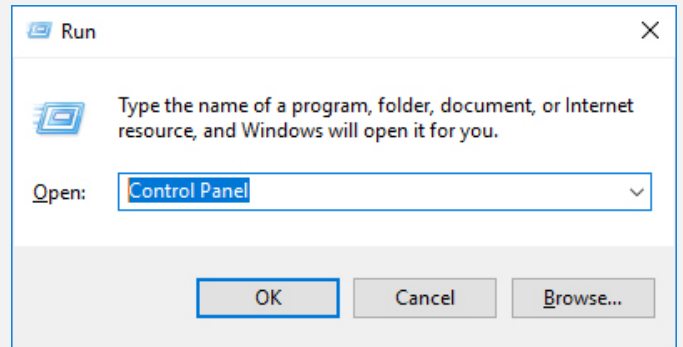 Run
Type the name of a program, folder, document, or Internet
resource, and Windows will open it for you.
Open: Control Panel
OK Cancel Browse...